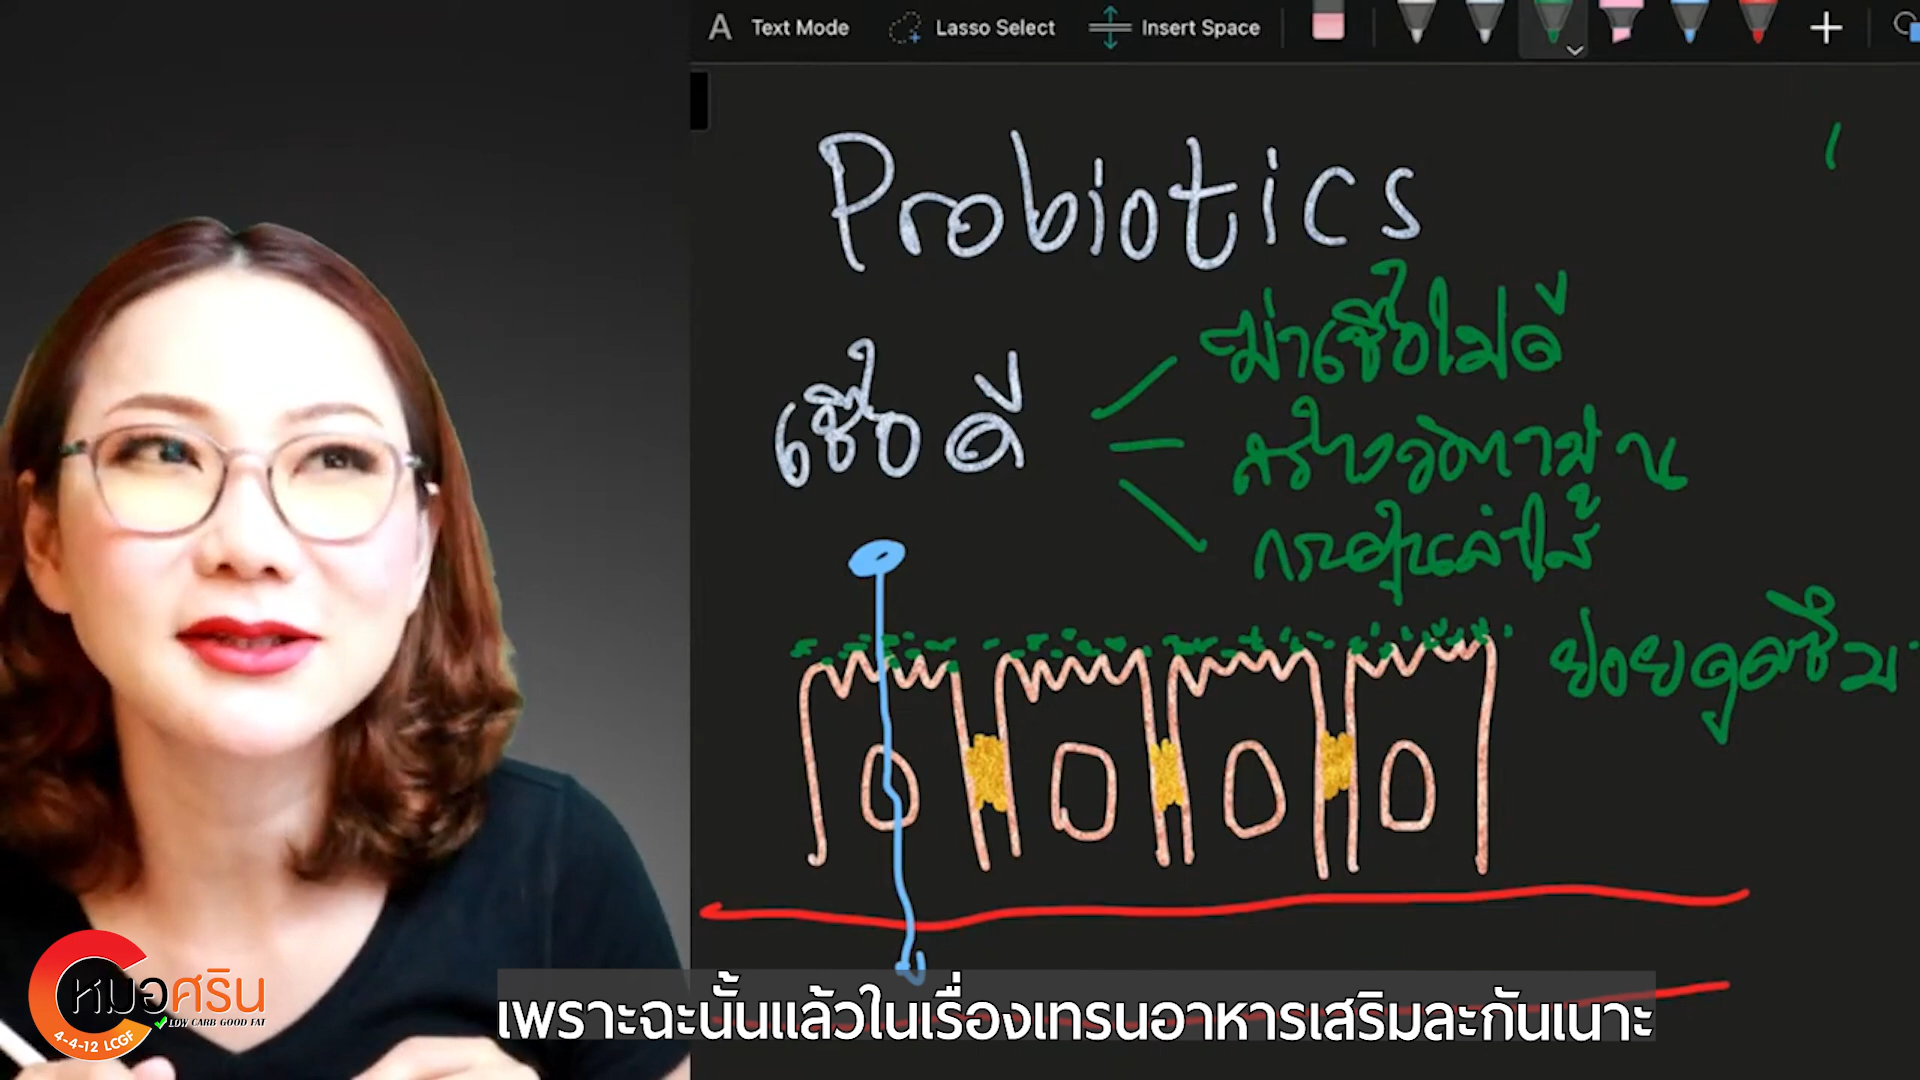 Text Mode
Lasso Select
Insert Space
Probiotics
เชื้อดี
ฆ่าเชื้อไม่ดี
สร้างวิตามิน
กระตุ้นลำไส้
ย่อยดูดซึม
หมอศริน
LOW CARB GOOD FAT
4-4-12 LCGF
เพราะฉะนั้นแล้วในเรื่องเทรนอาหารเสริมละกันเนาะ